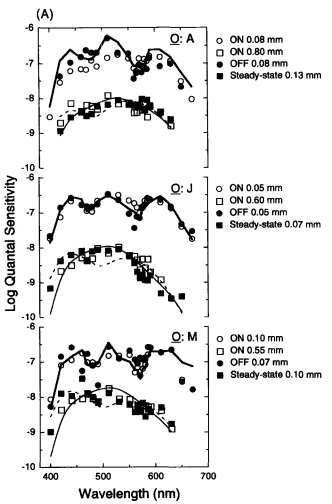 (A)
O: A
ON 0.08 mm
ON 0.80 mm
OFF 0.08 mm
Steady-state 0.13 mm
-6
-7
-8
-9
-10
O: J
ON 0.05 mm
ON 0.60 mm
OFF 0.05 mm
Steady-state 0.07 mm
-6
-7
-8
-9
-10
O: M
ON 0.10 mm
ON 0.55 mm
OFF 0.07 mm
Steady-state 0.10 mm
-6
-7
-8
-9
-10
Log Quantal Sensitivity
400 500 600 700
Wavelength (nm)